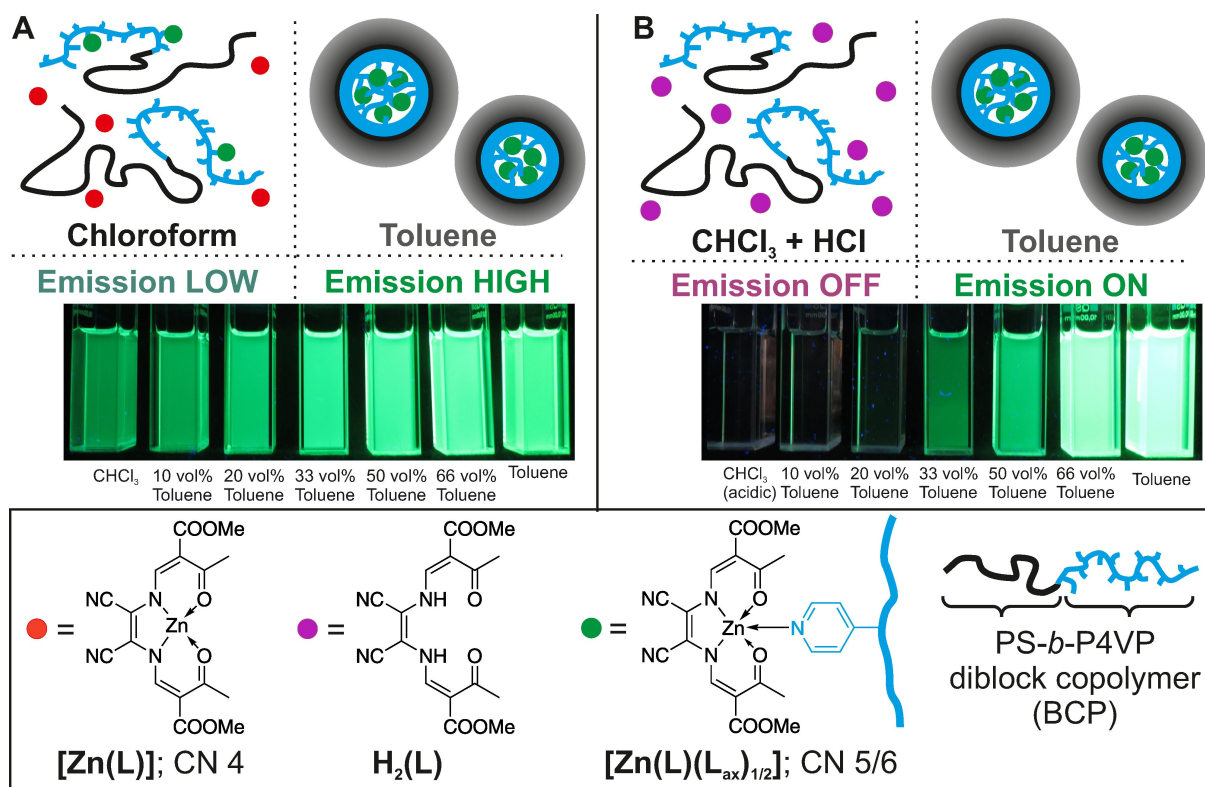 A
Chloroform
Toluene
Emission LOW
Emission HIGH
CHCl₃
10 vol%
Toluene
20 vol%
Toluene
33 vol%
Toluene
50 vol%
Toluene
66 vol%
Toluene
Toluene
B
CHCl₃ + HCl
Toluene
Emission OFF
Emission ON
CHCl₃
(acidic)
10 vol%
Toluene
20 vol%
Toluene
33 vol%
Toluene
50 vol%
Toluene
66 vol%
Toluene
Toluene
=
COOMe
NC
N
O
Zn
NC
N
O
COOMe
[Zn(L)]; CN 4
=
COOMe
NC
NH
O
NC
NH
O
COOMe
H₂(L)
=
COOMe
NC
N
O
Zn
N
NC
N
O
COOMe
[Zn(L)(Lₐₓ)₁/₂]; CN 5/6
PS-b-P4VP
diblock copolymer
(BCP)